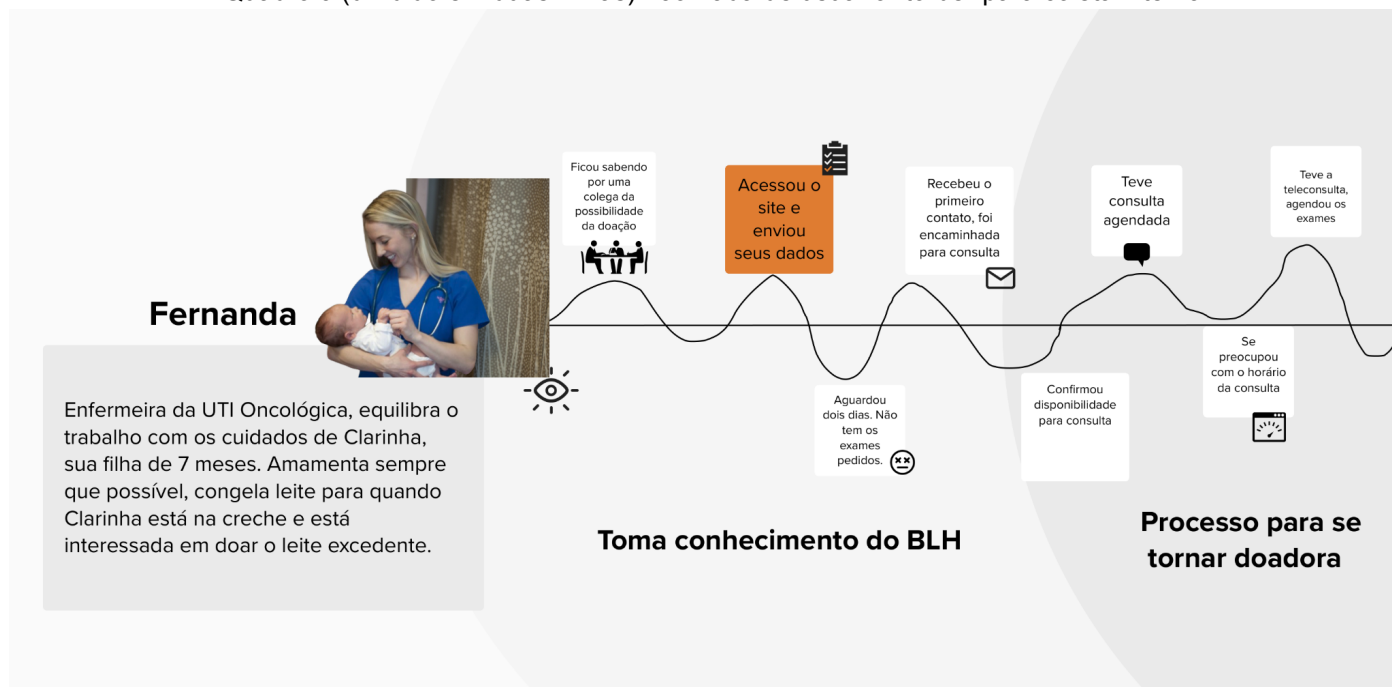 Ficou sabendo
por uma
colega da
possibilidade
da doação
Acessou o
site e
enviou
seus dados
Recebeu o
primeiro
contato, foi
encaminhada
para consulta
Teve
consulta
agendada
Teve a
teleconsulta,
agendou os
exames
Fernanda
Enfermeira da UTI Oncológica, equilibra o
trabalho com os cuidados de Clarinha,
sua filha de 7 meses. Amamenta sempre
que possível, congela leite para quando
Clarinha está na creche e está
interessada em doar o leite excedente.
Aguardou
dois dias. Não
tem os
exames
pedidos.
Confirmou
disponibilidade
para consulta
Se
preocupou
com o horário
da consulta
Toma conhecimento do BLH
Processo para se
tornar doadora